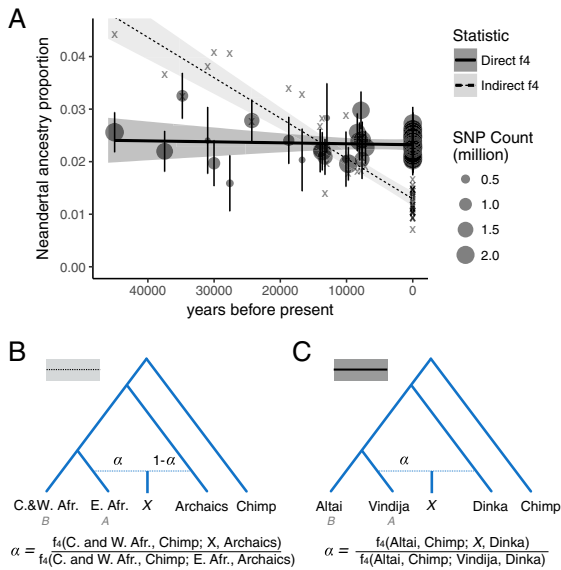 A
Neandertal ancestry proportion
0.04
0.03
0.02
0.01
0.00
40000 30000 20000 10000 0
years before present
Statistic
Direct f4
Indirect f4
SNP Count
(million)
0.5
1.0
1.5
2.0
B
α 1-α
C.&W. Afr. E. Afr. X Archaics Chimp
B A
α = f₄(C. and W. Afr., Chimp; X, Archaics)
f₄(C. and W. Afr., Chimp; E. Afr., Archaics)
C
α
Altai Vindija X Dinka Chimp
B A
α = f₄(Altai, Chimp; X, Dinka)
f₄(Altai, Chimp; Vindija, Dinka)